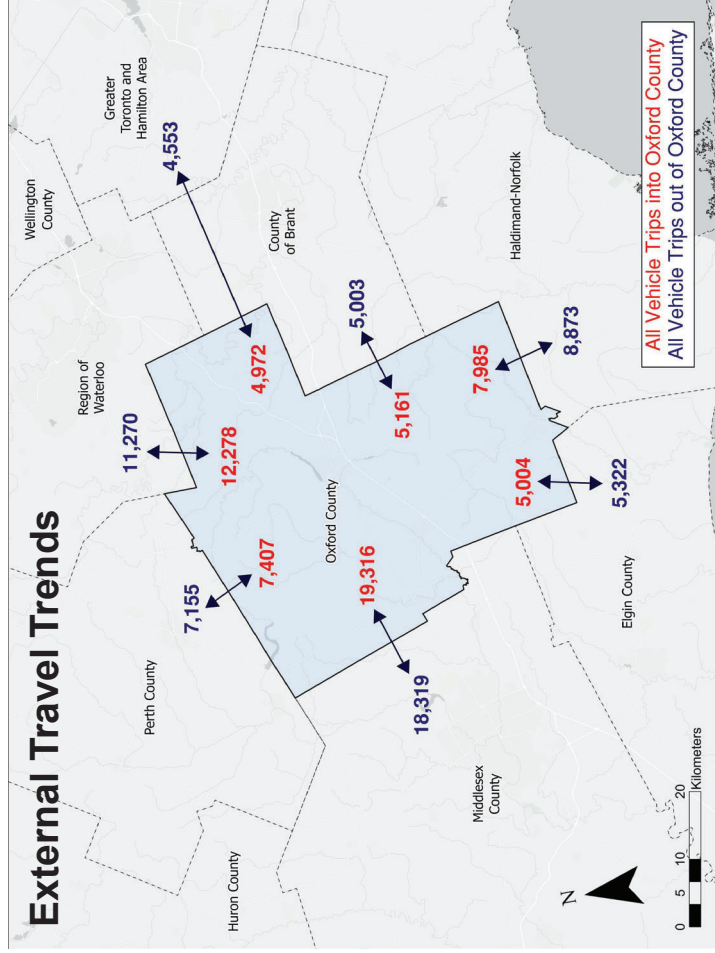 External Travel Trends
Wellington
County
Greater
Toronto and
Hamilton Area
Region of
Waterloo
4,553
11,270
County
of Brant
Perth County
7,155
12,278
4,972
7,407
5,003
Huron County
Oxford County
19,316
5,161
18,319
7,985
Haldimand-Norfolk
Middlesex
County
5,004
8,873
5,322
Elgin County
N
0
5
10
20
Kilometers
All Vehicle Trips into Oxford County
All Vehicle Trips out of Oxford County